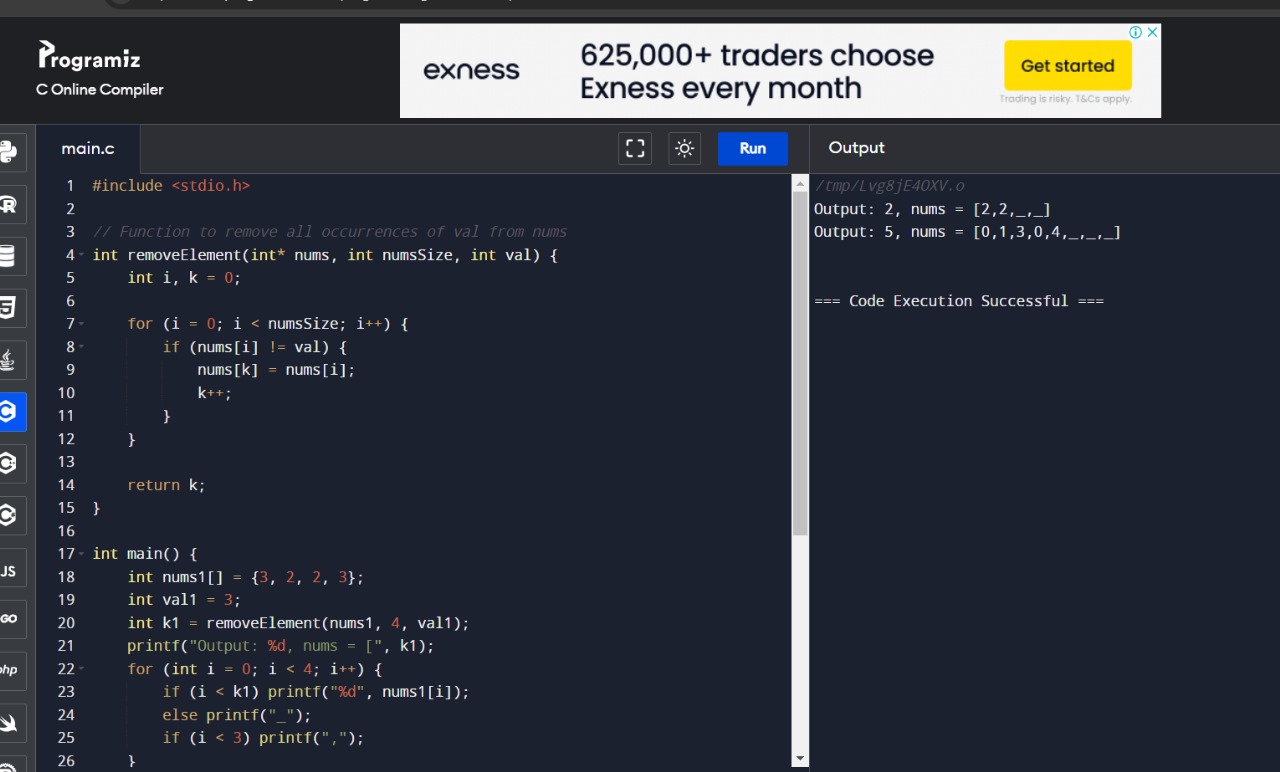 Programiz
C Online Compiler
exness
625,000+ traders choose
Exness every month
Get started
Trading is risky. T&Cs apply.
main.c
Run
Output
1 #include <stdio.h>
2
3 // Function to remove all occurrences of val from nums
4 int removeElement(int* nums, int numsSize, int val) {
5 int i, k = 0;
6
7 for (i = 0; i < numsSize; i++) {
8 if (nums[i] != val) {
9 nums[k] = nums[i];
10 k++;
11 }
12 }
13
14 return k;
15 }
16
17 int main() {
18 int nums1[] = {3, 2, 2, 3};
19 int val1 = 3;
20 int k1 = removeElement(nums1, 4, val1);
21 printf("Output: %d, nums = [", k1);
22 for (int i = 0; i < 4; i++) {
23 if (i < k1) printf("%d", nums1[i]);
24 else printf("_");
25 if (i < 3) printf(",");
26 }
/tmp/Lvg8jE4OXV.o
Output: 2, nums = [2,2,_,_]
Output: 5, nums = [0,1,3,0,4,_,_,_]
=== Code Execution Successful ===
R
5
C
C
C
JS
GO
php